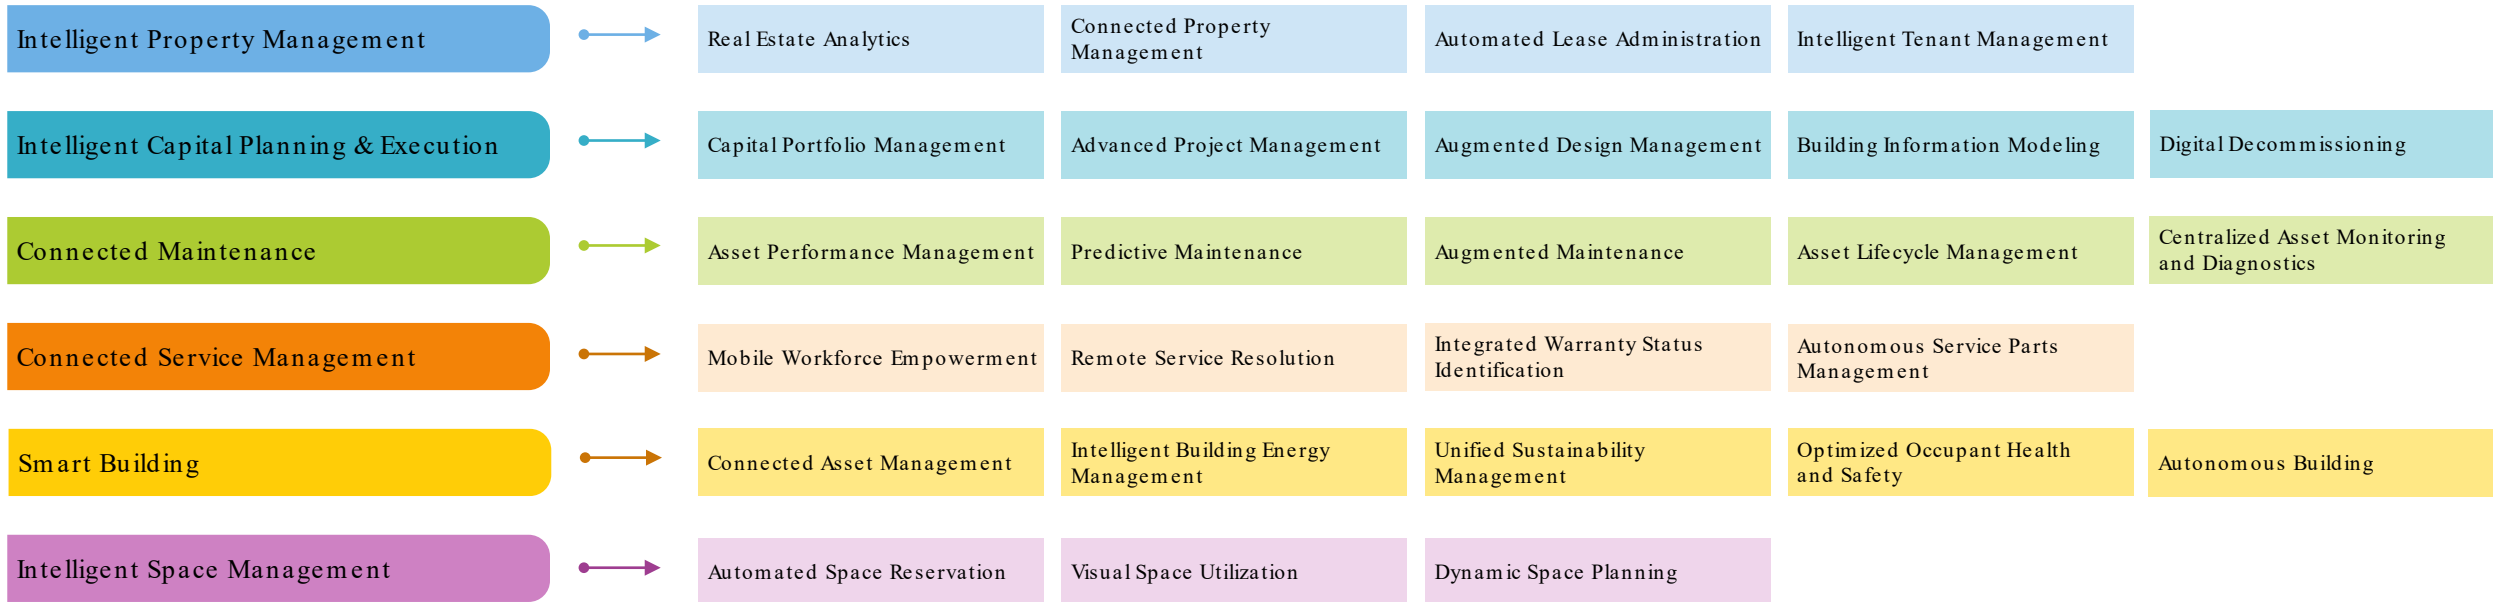 Intelligent Property Management
Real Estate Analytics
Connected Property
Management
Automated Lease Administration
Intelligent Tenant Management
Intelligent Capital Planning & Execution
Capital Portfolio Management
Advanced Project Management
Augmented Design Management
Building Information Modeling
Digital Decommissioning
Connected Maintenance
Asset Performance Management
Predictive Maintenance
Augmented Maintenance
Asset Lifecycle Management
Centralized Asset Monitoring
and Diagnostics
Connected Service Management
Mobile Workforce Empowerment
Remote Service Resolution
Integrated Warranty Status
Identification
Autonomous Service Parts
Management
Smart Building
Connected Asset Management
Intelligent Building Energy
Management
Unified Sustainability
Management
Optimized Occupant Health
and Safety
Autonomous Building
Intelligent Space Management
Automated Space Reservation
Visual Space Utilization
Dynamic Space Planning